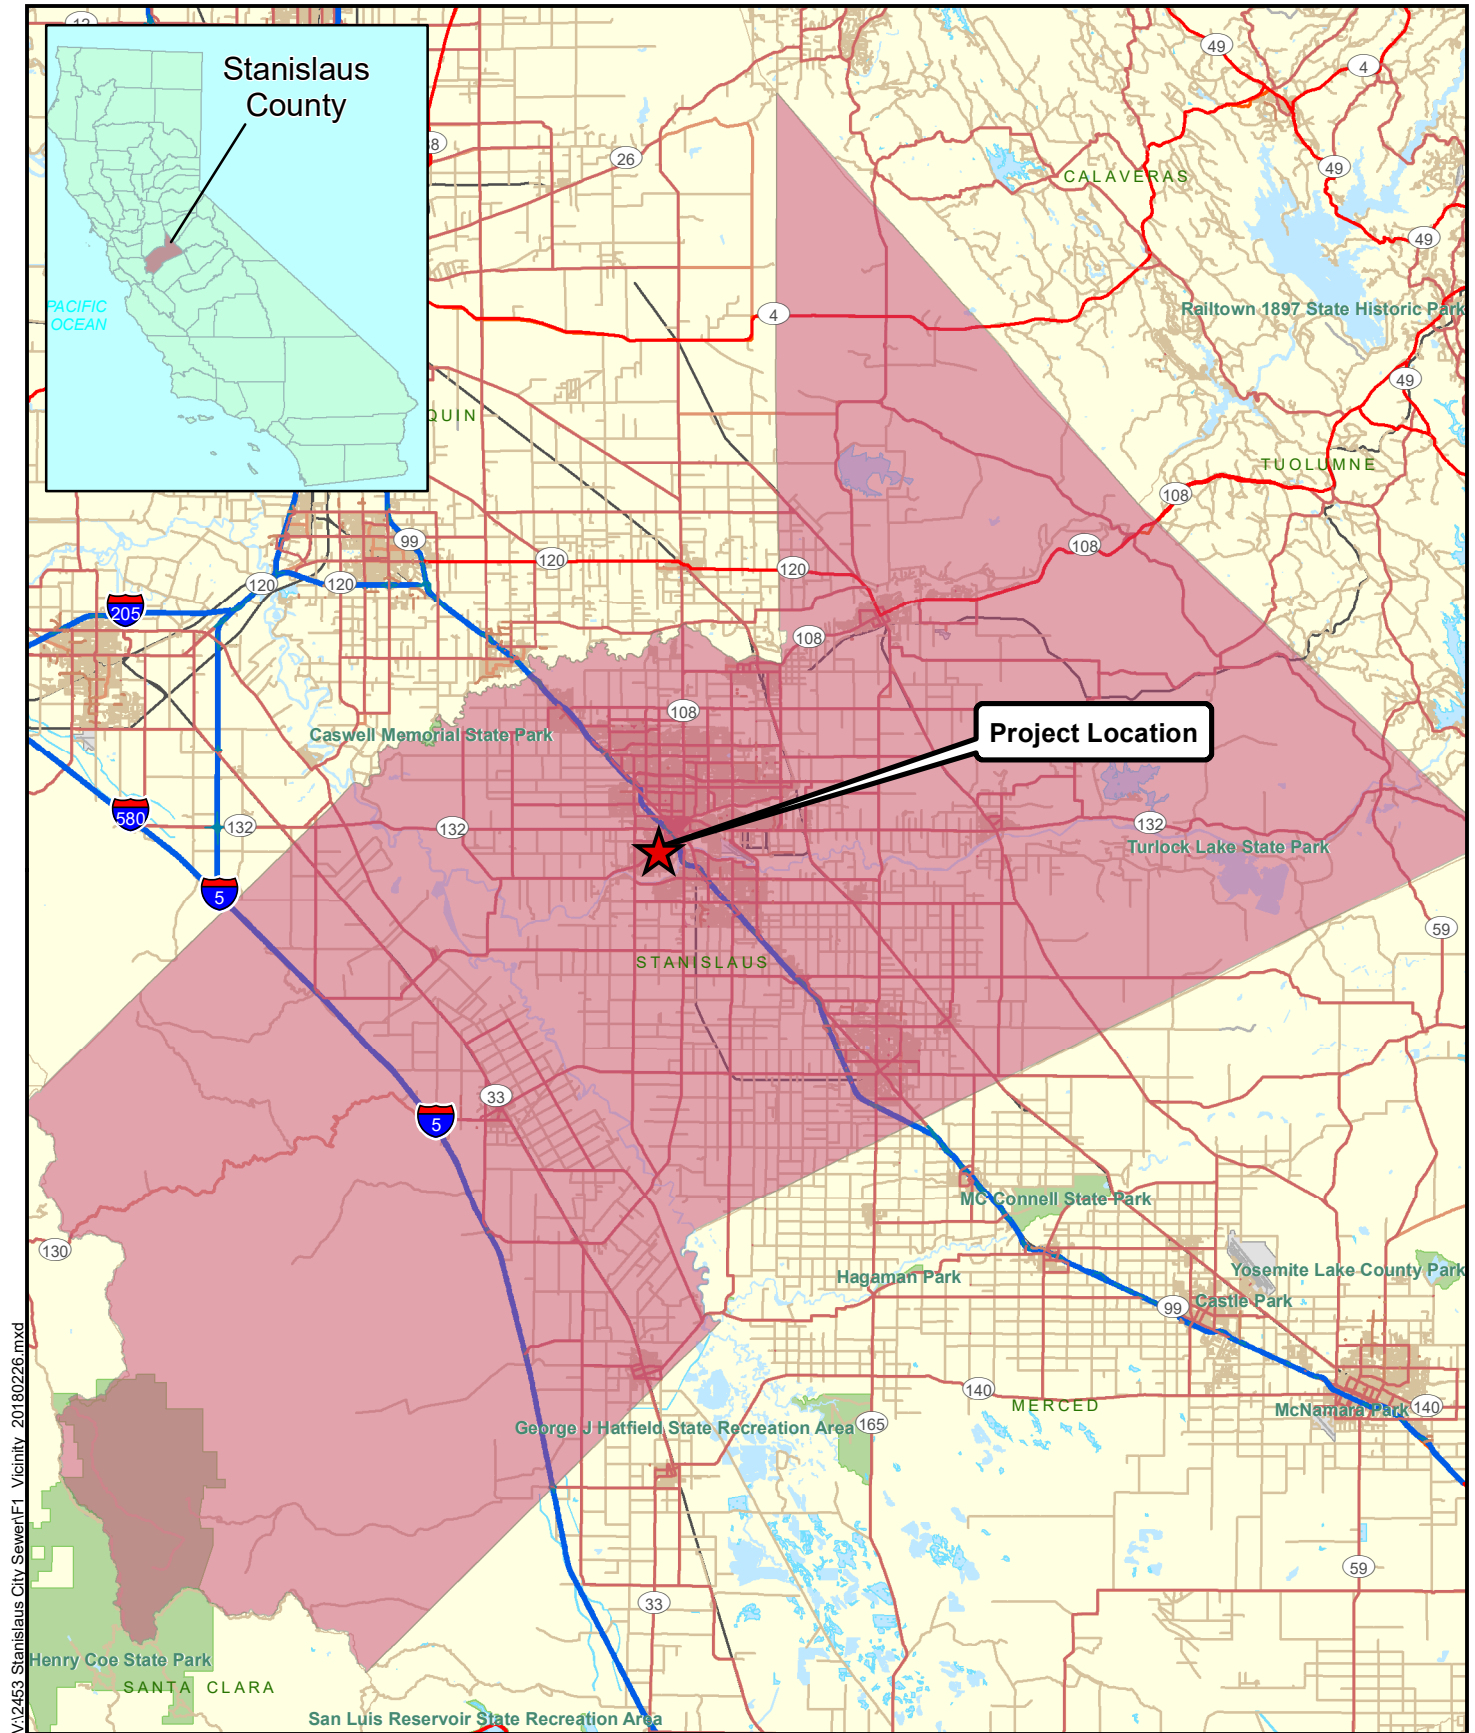 12
Stanislaus
County
PACIFIC
OCEAN
8
26
49
4
49
CALAVERAS
49
4
Railtown 1897 State Historic Park
49
QUIN
TUOLUMNE
108
99
108
120
120
120
120
205
108
108
Caswell Memorial State Park
Project Location
580
132
132
132
Turlock Lake State Park
5
59
STANISLAUS
33
5
MC Connell State Park
130
Hagaman Park
Yosemite Lake County Park
Castle Park
99
140
MERCED
McNamara Park
140
165
George J Hatfield State Recreation Area
59
33
Henry Coe State Park
SANTA CLARA
San Luis Reservoir State Recreation Area
V:\2453 Stanislaus City Sewer\F1_Vicinity_20180226.mxd